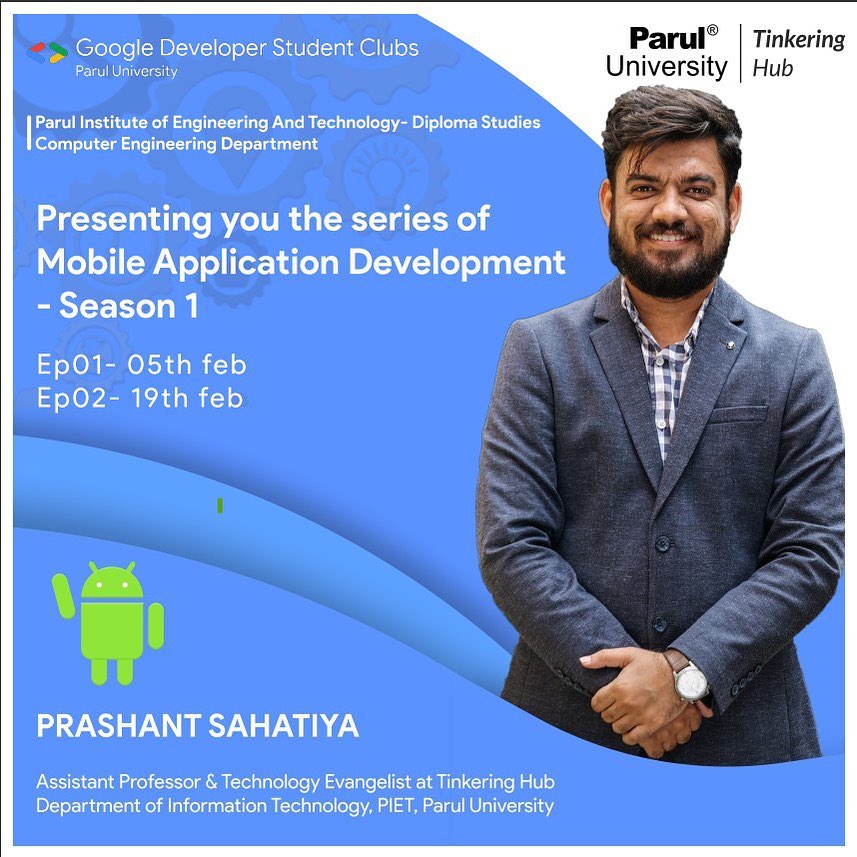 Google Developer Student Clubs
Parul University
Parul® University
Tinkering Hub
Parul Institute of Engineering And Technology- Diploma Studies
Computer Engineering Department
Presenting you the series of
Mobile Application Development
- Season 1
Ep01- 05th feb
Ep02- 19th feb
PRASHANT SAHATIYA
Assistant Professor & Technology Evangelist at Tinkering Hub
Department of Information Technology, PIET, Parul University